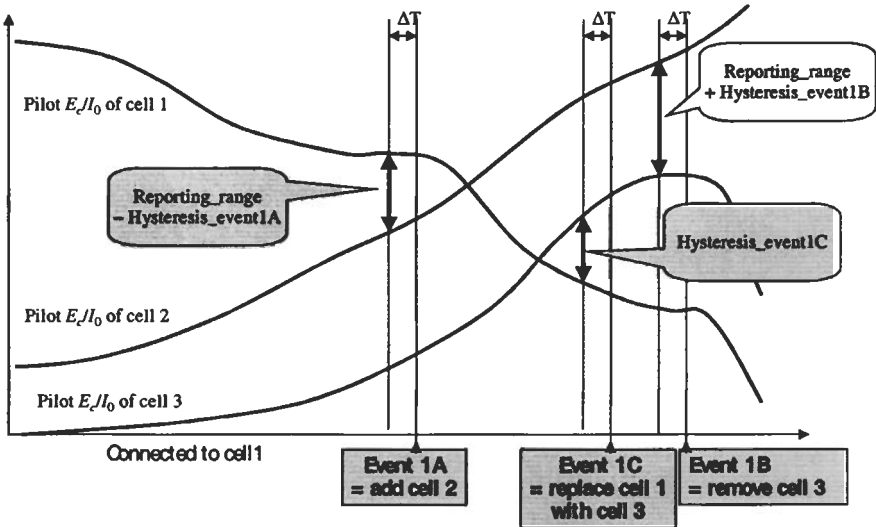 ΔT
ΔT
ΔT
Pilot Ec/I0 of cell 1
Reporting_range
+ Hysteresis_event1B
Reporting_range
– Hysteresis_event1A
Hysteresis_event1C
Pilot Ec/I0 of cell 2
Pilot Ec/I0 of cell 3
Connected to cell1
Event 1A
= add cell 2
Event 1C
= replace cell 1
with cell 3
Event 1B
= remove cell 3